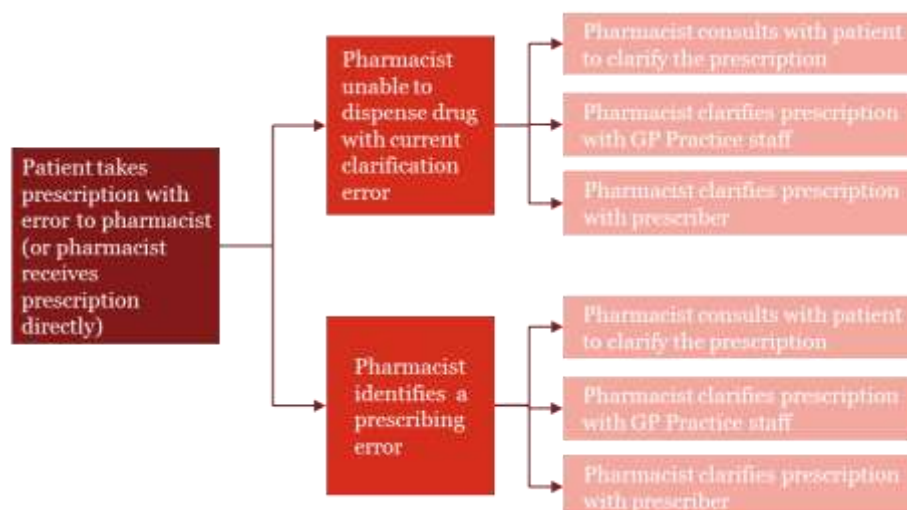 Patient takes
prescription with
error to pharmacist
(or pharmacist
receives
prescription
directly)
Pharmacist
unable to
dispense drug
with current
clarification
error
Pharmacist consults with patient
to clarify the prescription
Pharmacist clarifies prescription
with GP Practice staff
Pharmacist clarifies prescription
with prescriber
Pharmacist
identifies a
prescribing
error
Pharmacist consults with patient
to clarify the prescription
Pharmacist clarifies prescription
with GP Practice staff
Pharmacist clarifies prescription
with prescriber